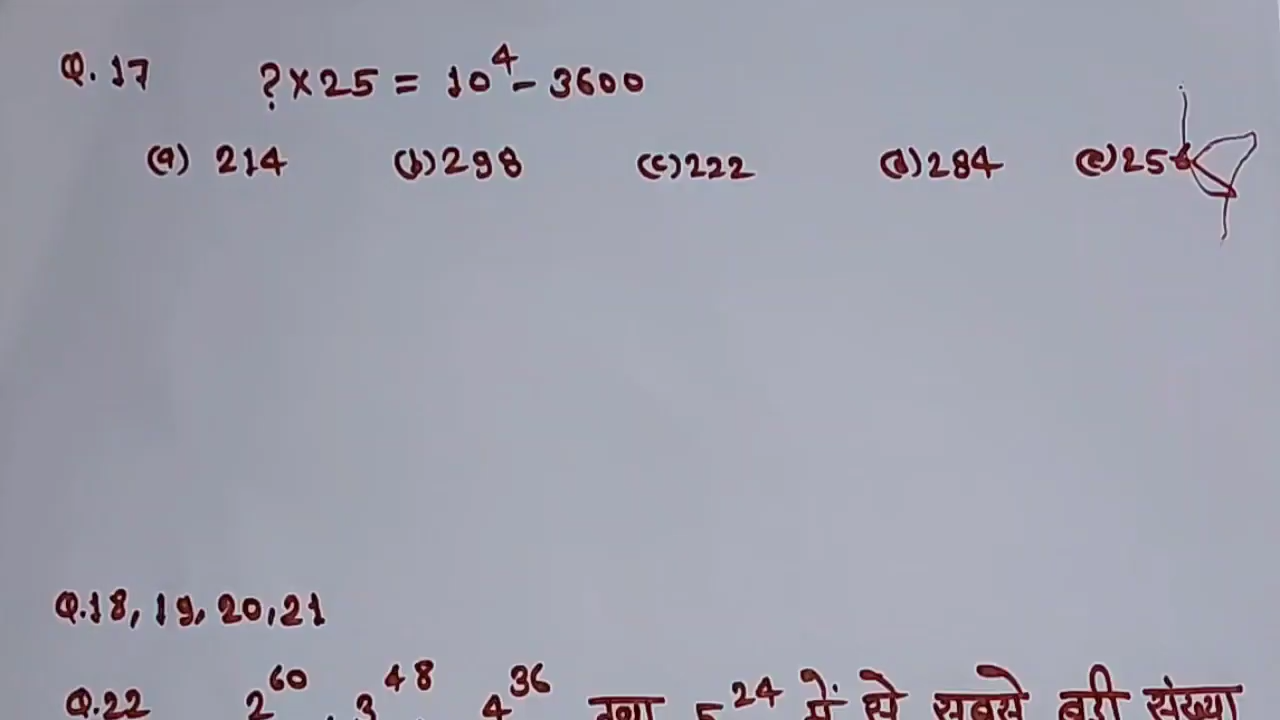 Q. 17 ? × 25 = 10⁴ - 3600
(a) 214 (b) 298 (c) 222 (d) 284 (e) 256
Q.18, 19, 20, 21
Q.22 2⁶⁰, 3⁴⁸, 4³⁶ तथा 5²⁴ में से सबसे बड़ी संख्या